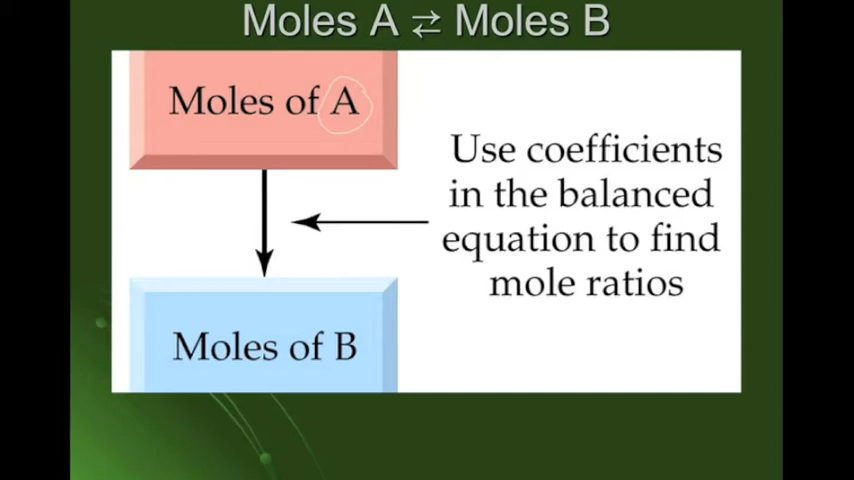 Moles A ⇄ Moles B
Moles of A
Use coefficients
in the balanced
equation to find
mole ratios
Moles of B